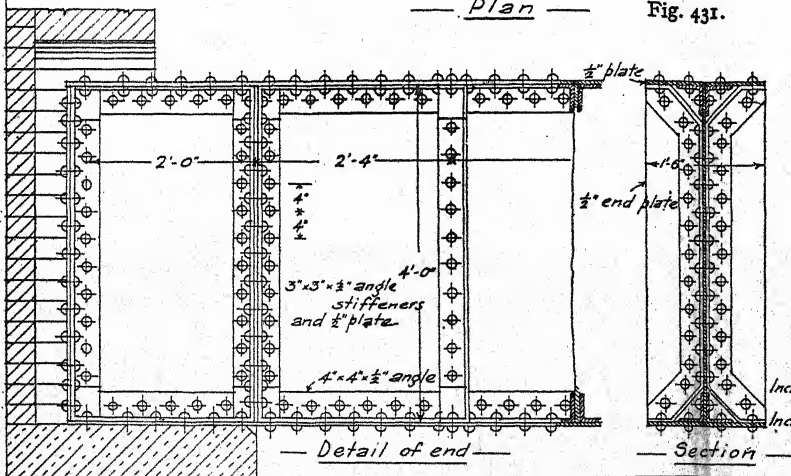 — Plan —
Fig. 431.
½" plate
2'-0"
2'-4"
1'-6"
4"
4"
½" end plate
4'-0"
3"×3"×½" angle
stiffeners
and ½" plate
4"×4"×½" angle
Inc
Inc
— Detail of end —
— Section —